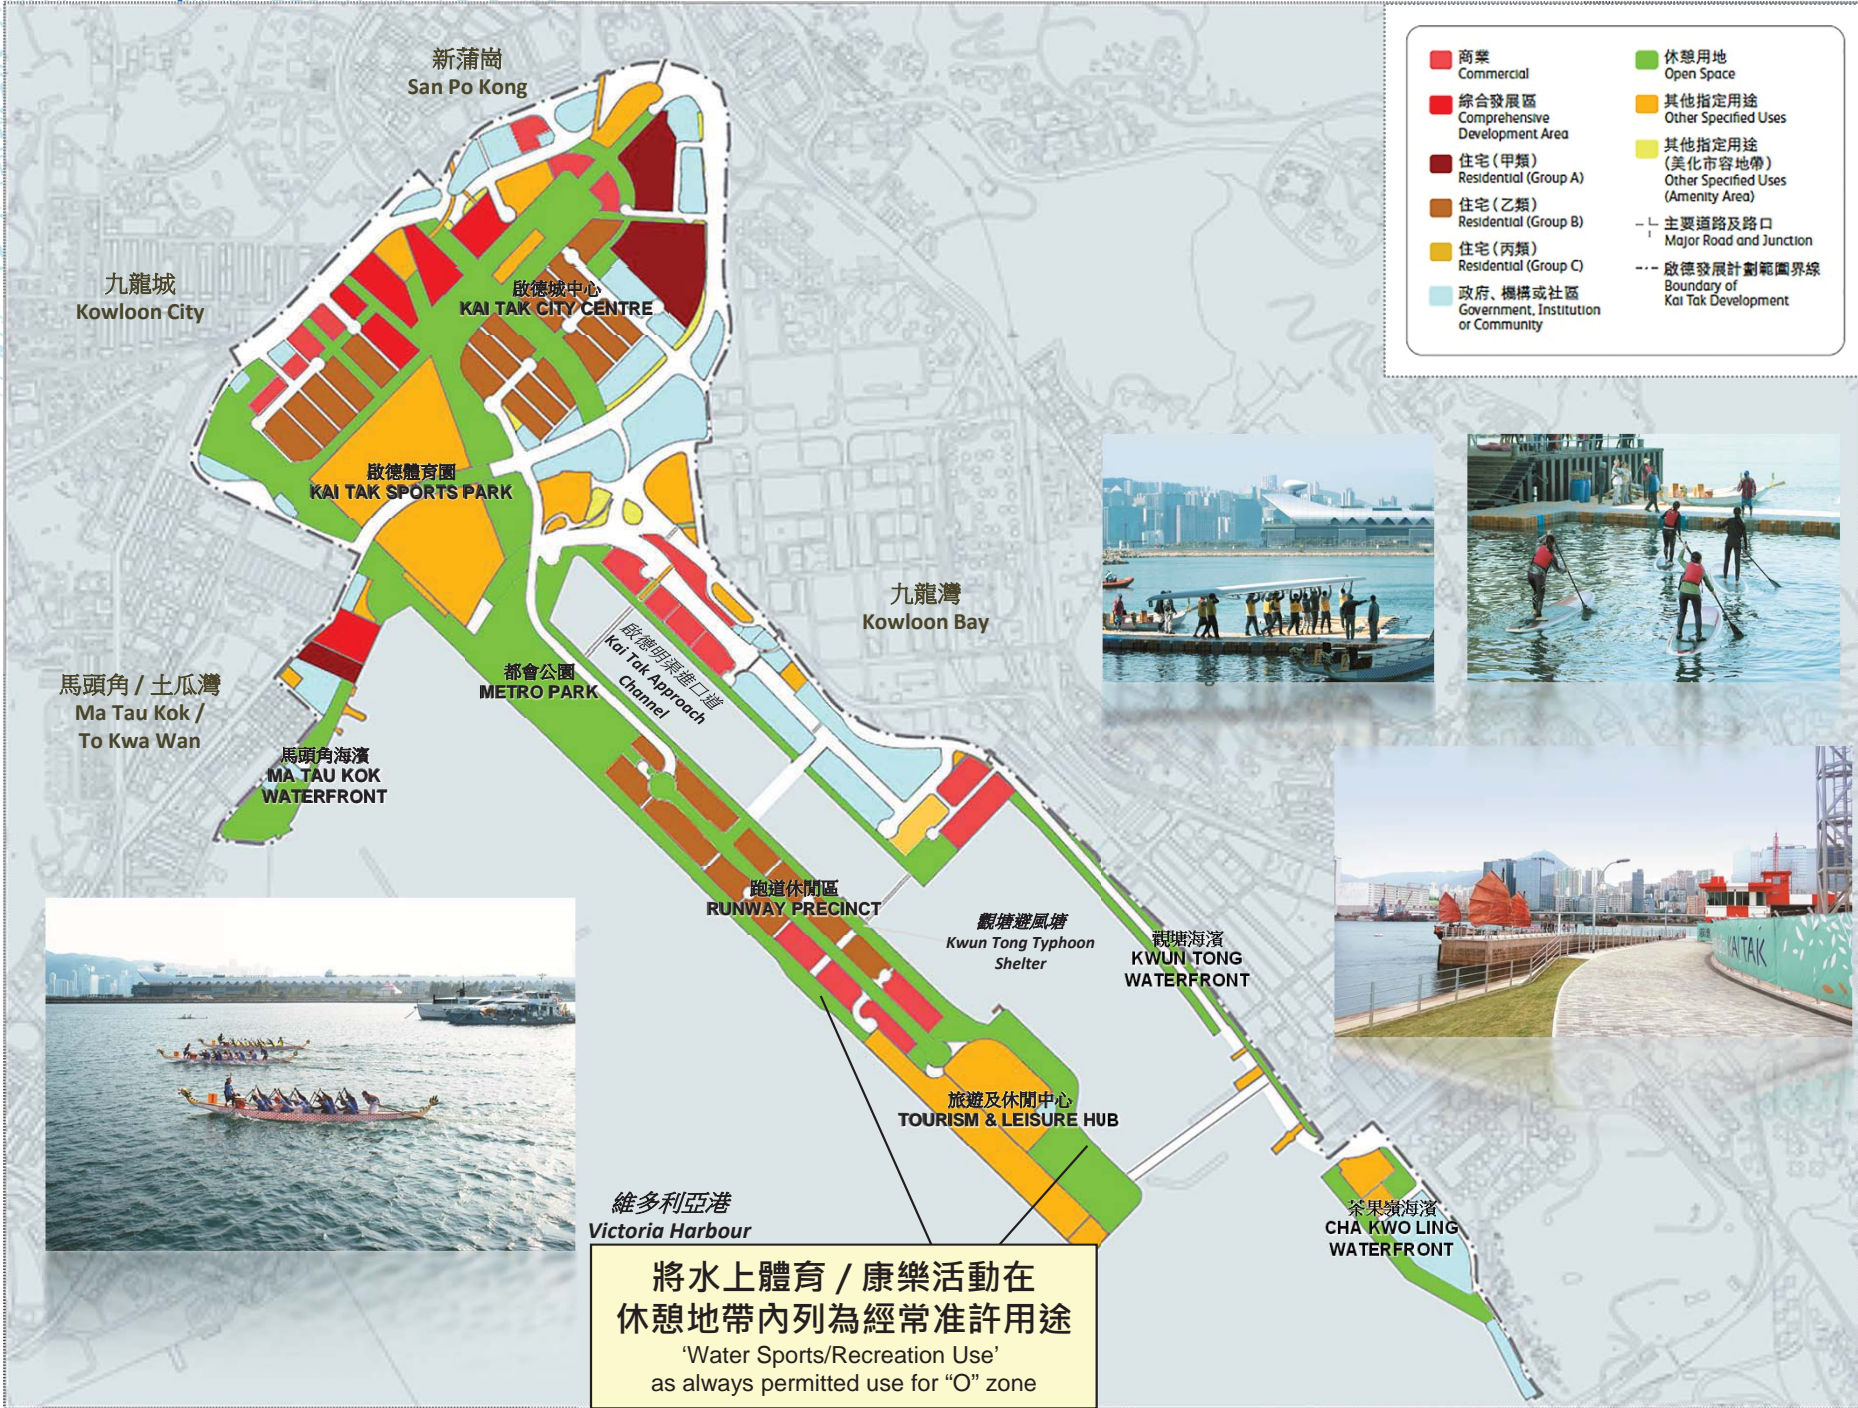 新蒲崗
San Po Kong
九龍城
Kowloon City
啟德城中心
KAI TAK CITY CENTRE
啟德體育園
KAI TAK SPORTS PARK
九龍灣
Kowloon Bay
都會公園
METRO PARK
啟德明渠進口道
Kai Tak Approach
Channel
馬頭角 / 土瓜灣
Ma Tau Kok /
To Kwa Wan
馬頭角海濱
MA TAU KOK
WATERFRONT
跑道休閒區
RUNWAY PRECINCT
觀塘避風塘
Kwun Tong Typhoon
Shelter
觀塘海濱
KWUN TONG
WATERFRONT
旅遊及休閒中心
TOURISM & LEISURE HUB
維多利亞港
Victoria Harbour
茶果嶺海濱
CHA KWO LING
WATERFRONT
將水上體育 / 康樂活動在
休憩地帶內列為經常准許用途
‘Water Sports/Recreation Use’
as always permitted use for “O” zone
商業
Commercial
綜合發展區
Comprehensive
Development Area
住宅(甲類)
Residential (Group A)
住宅(乙類)
Residential (Group B)
住宅(丙類)
Residential (Group C)
政府、機構或社區
Government, Institution
or Community
休憩用地
Open Space
其他指定用途
Other Specified Uses
其他指定用途
(美化市容地帶)
Other Specified Uses
(Amenity Area)
主要道路及路口
Major Road and Junction
啟德發展計劃範圍界線
Boundary of
Kai Tak Development
KAI TAK